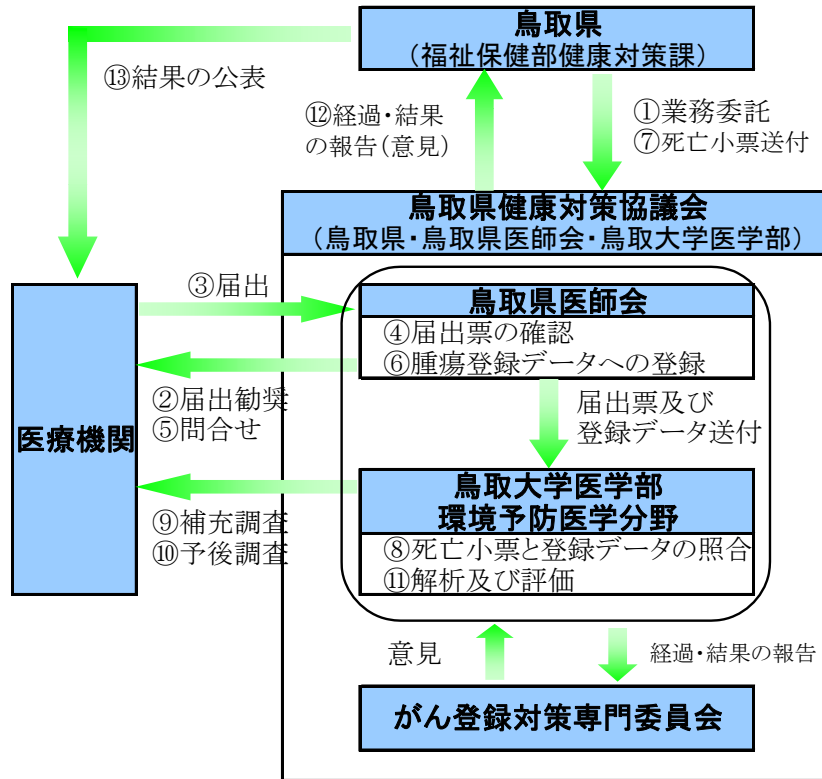 鳥取県
（福祉保健部健康対策課）
⑬結果の公表
⑫経過・結果
の報告(意見)
①業務委託
⑦死亡小票送付
鳥取県健康対策協議会
（鳥取県・鳥取県医師会・鳥取大学医学部）
③届出
鳥取県医師会
④届出票の確認
⑥腫瘍登録データへの登録
②届出勧奨
⑤問合せ
医療機関
届出票及び
登録データ送付
鳥取大学医学部
環境予防医学分野
⑧死亡小票と登録データの照合
⑪解析及び評価
⑨補充調査
⑩予後調査
意見
経過・結果の報告
がん登録対策専門委員会